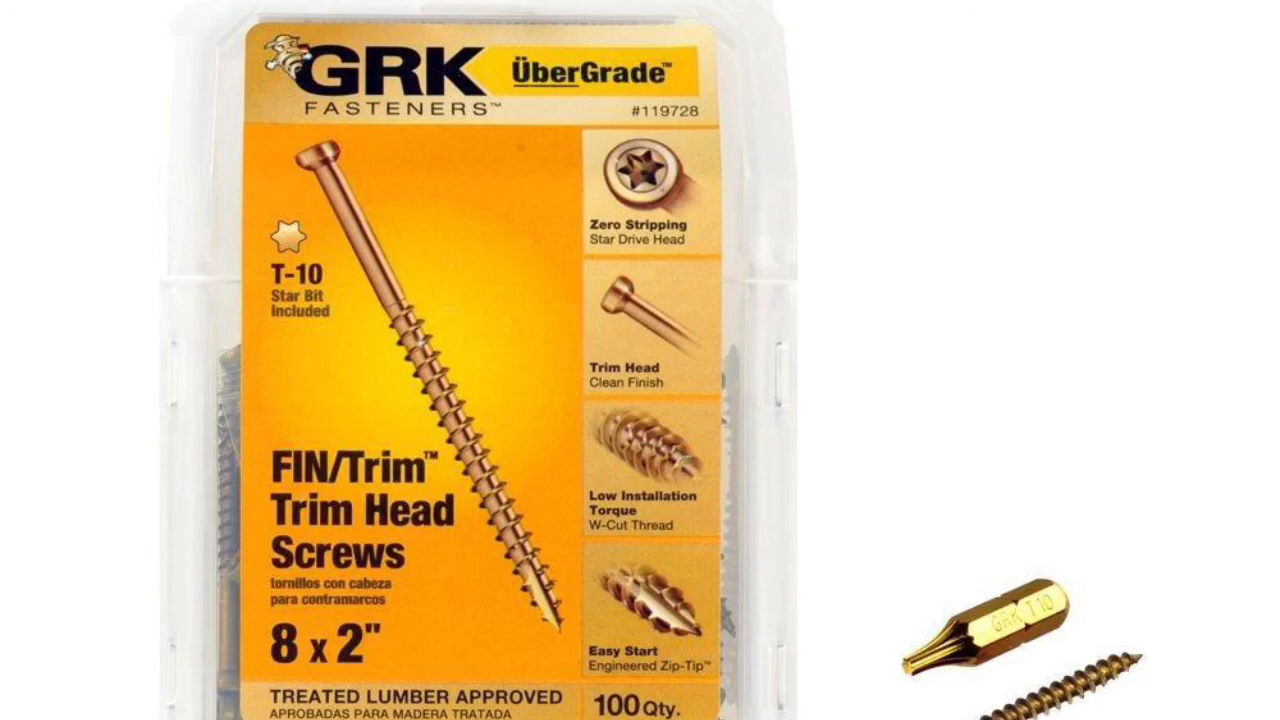 GRK
ÜberGrade™
FASTENERS™
#119728
Zero Stripping
Star Drive Head
T-10
Star Bit
Included
Trim Head
Clean Finish
FIN/Trim™
Trim Head
Screws
tornillos con cabeza
para contramarcos
8 x 2"
Low Installation
Torque
W-Cut Thread
Easy Start
Engineered Zip-Tip™
TREATED LUMBER APPROVED
APROBADAS PARA MADERA TRATADA
100 Qty.
GRK T10